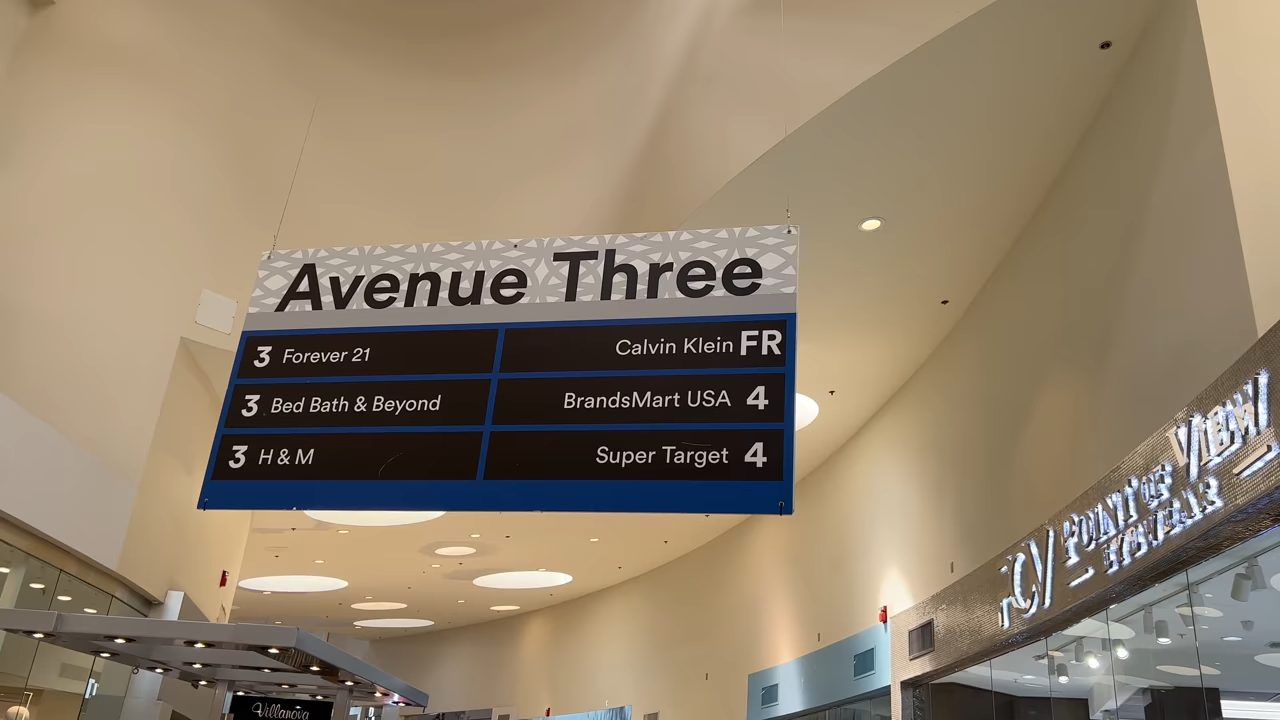 Avenue Three
3 Forever 21
Calvin Klein FR
3 Bed Bath & Beyond
BrandsMart USA 4
3 H & M
Super Target 4
POINT OF VIEW
EYEWEAR
Villanova